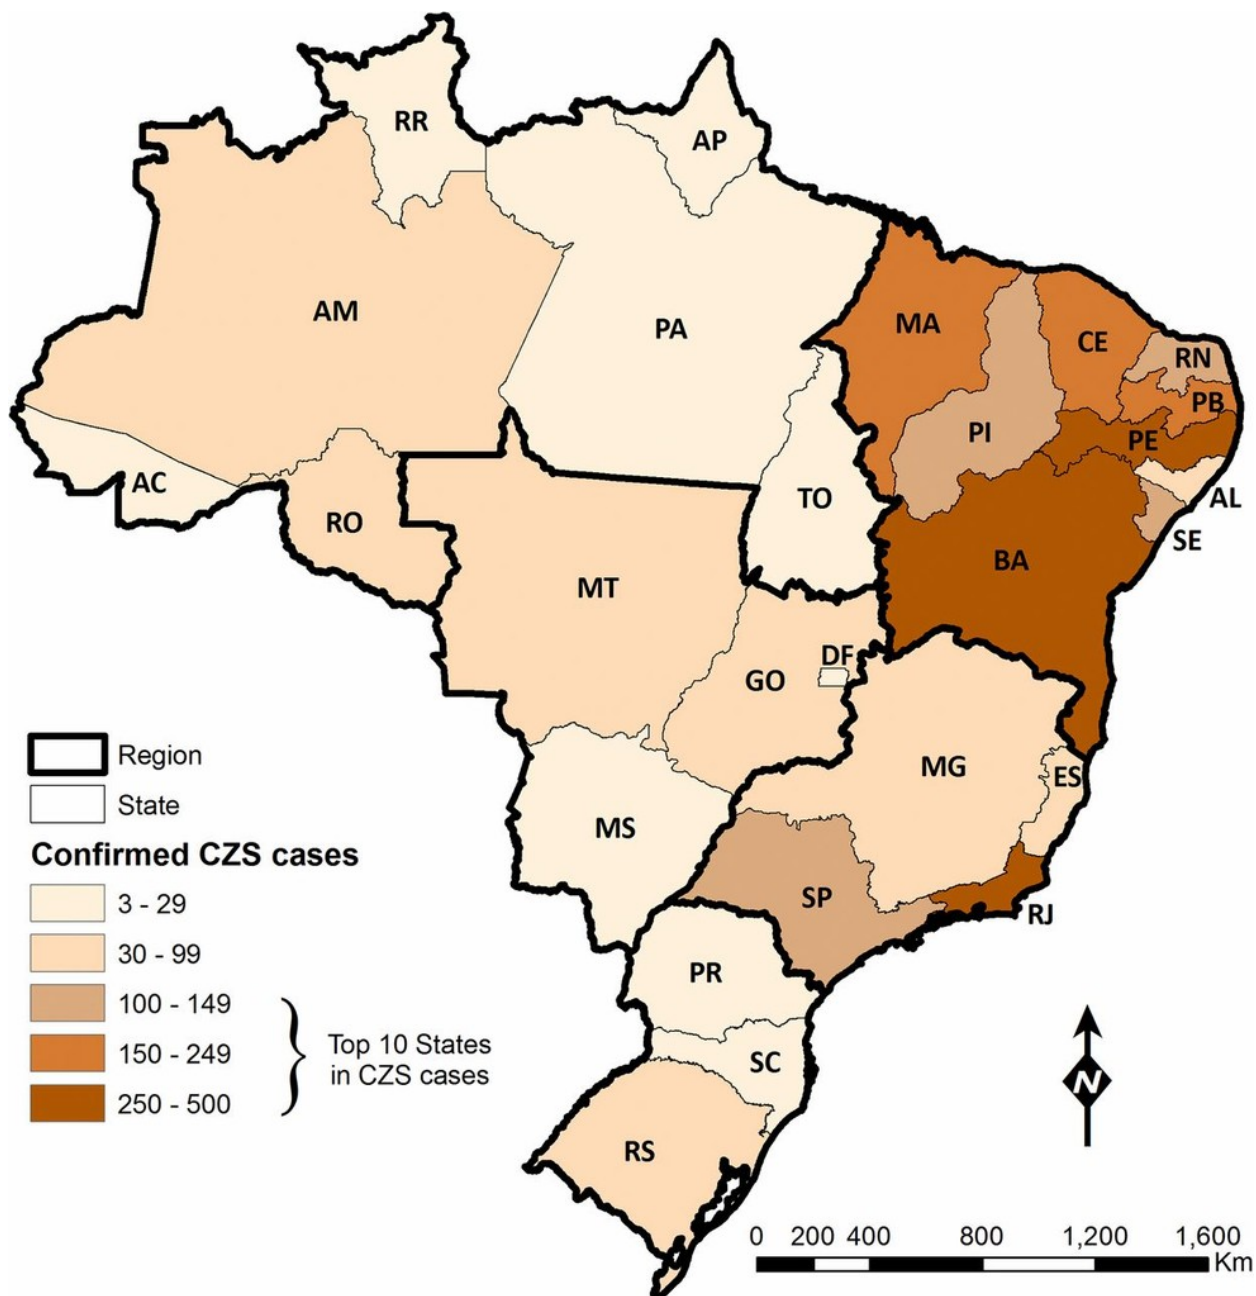 RR
AP
AM
PA
MA
CE
RN
PB
PI
PE
AC
TO
AL
RO
SE
BA
MT
DF
GO
Region
MG
ES
State
MS
Confirmed CZS cases
3 - 29
SP
RJ
30 - 99
PR
100 - 149
150 - 249
Top 10 States
in CZS cases
SC
250 - 500
N
RS
0 200 400 800 1,200 1,600
Km